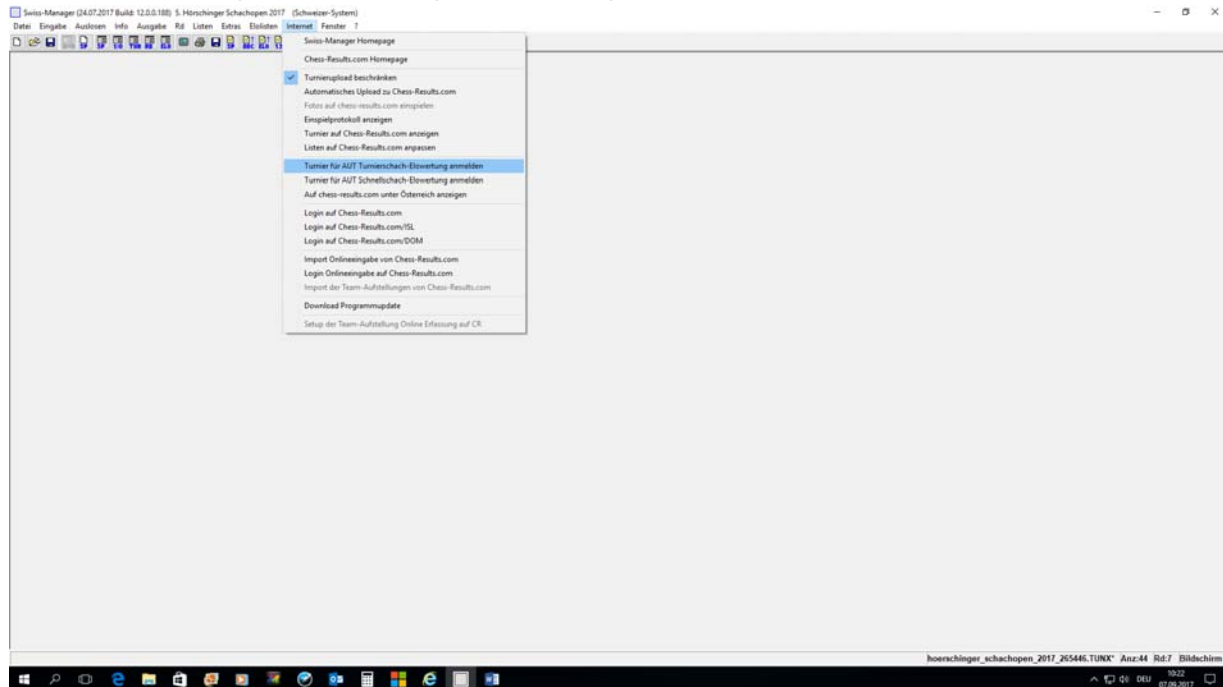 Swiss-Manager (24.07.2017 Build: 12.0.0.188) 5. Hörschinger Schachopen 2017 (Schweizer-System)
Datei Eingabe Auslosen Info Ausgabe Rd Listen Extras Elolisten Internet Fenster ?
Swiss-Manager Homepage
Chess-Results.com Homepage
Turnierupload beschränken
Automatisches Upload zu Chess-Results.com
Fotos auf chess-results.com einspielen
Einspielprotokoll anzeigen
Turnier auf Chess-Results.com anzeigen
Listen auf Chess-Results.com anpassen
Turnier für AUT Turnierschach-Elowertung anmelden
Turnier für AUT Schnellschach-Elowertung anmelden
Auf chess-results.com unter Österreich anzeigen
Login auf Chess-Results.com
Login auf Chess-Results.com/ISL
Login auf Chess-Results.com/DOM
Import Onlineeingabe von Chess-Results.com
Login Onlineeingabe auf Chess-Results.com
Import der Team-Aufstellungen von Chess-Results.com
Download Programmupdate
Setup der Team-Aufstellung Online Erfassung auf CR
hoerschinger_schachopen_2017_265446.TUNX* Anz:44 Rd:7 Bildschirm
DEU 10:22
07.09.2017